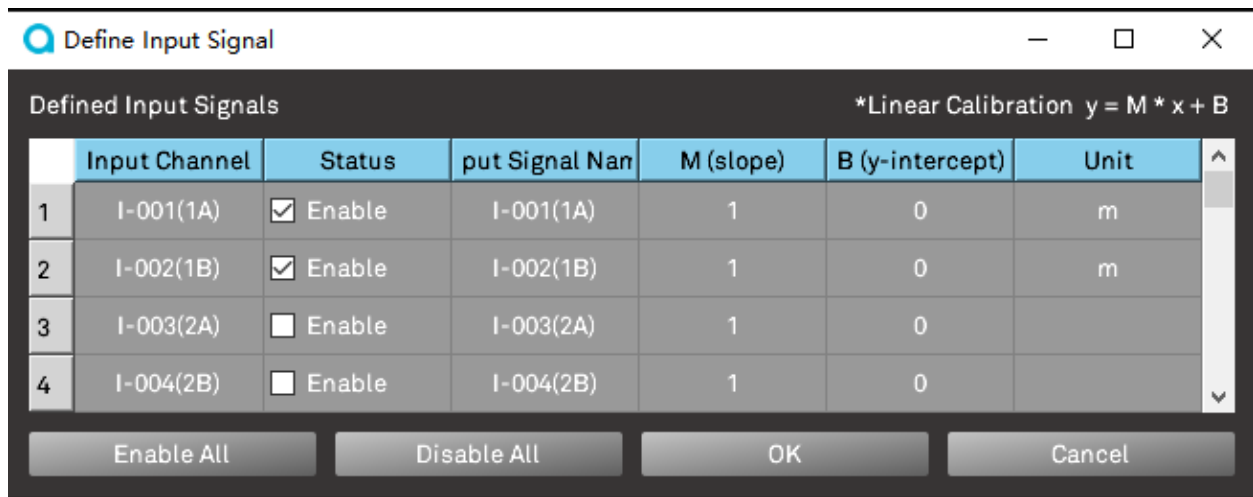 Define Input Signal
Defined Input Signals *Linear Calibration y = M * x + B
Input Channel Status put Signal Nam M (slope) B (y-intercept) Unit
1 I-001(1A) Enable I-001(1A) 1 0 m
2 I-002(1B) Enable I-002(1B) 1 0 m
3 I-003(2A) Enable I-003(2A) 1 0
4 I-004(2B) Enable I-004(2B) 1 0
Enable All Disable All OK Cancel